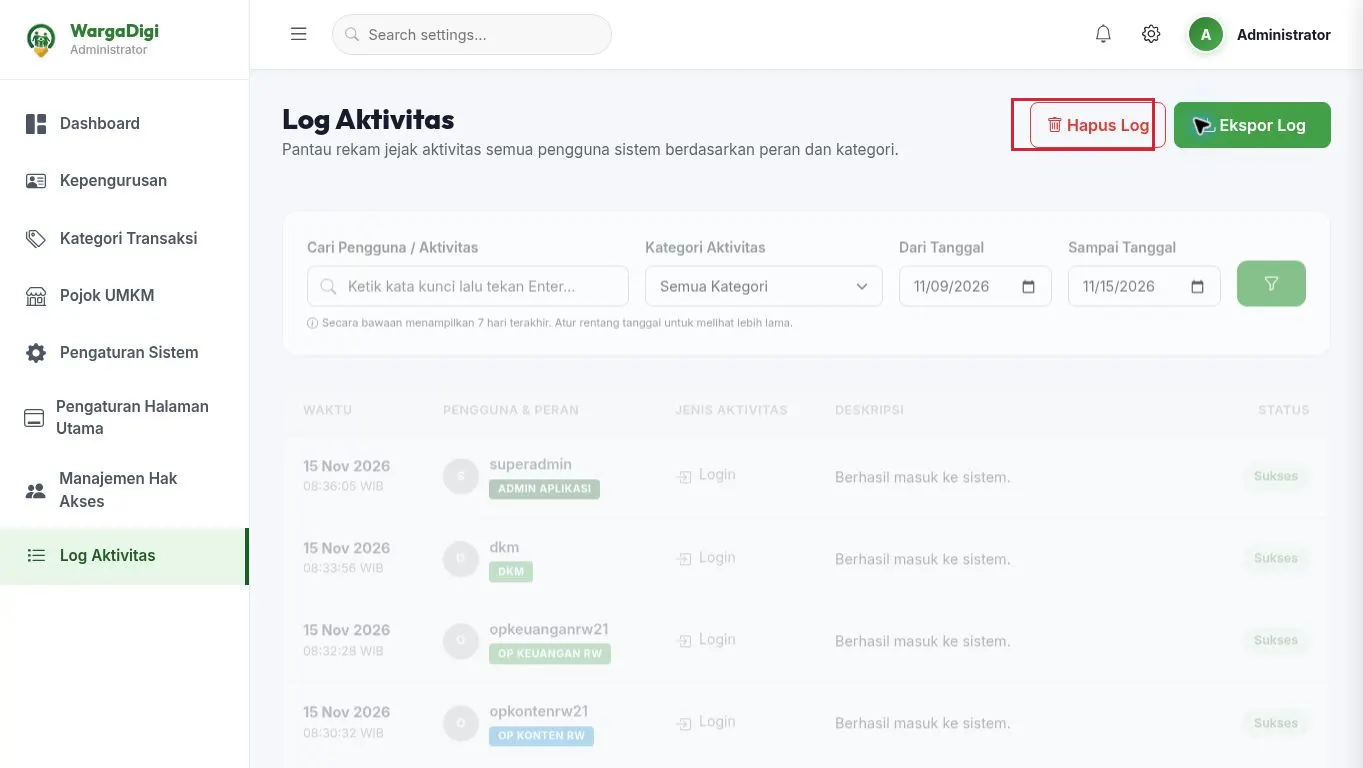 WargaDigi
Administrator
Search settings...
A
Administrator
Dashboard
Kepengurusan
Kategori Transaksi
Pojok UMKM
Pengaturan Sistem
Pengaturan Halaman
Utama
Manajemen Hak
Akses
Log Aktivitas
Log Aktivitas
Pantau rekam jejak aktivitas semua pengguna sistem berdasarkan peran dan kategori.
Hapus Log
Ekspor Log
Cari Pengguna / Aktivitas
Kategori Aktivitas
Dari Tanggal
Sampai Tanggal
Ketik kata kunci lalu tekan Enter...
Semua Kategori
11/09/2026
11/15/2026
Secara bawaan menampilkan 7 hari terakhir. Atur rentang tanggal untuk melihat lebih lama.
WAKTU PENGGUNA & PERAN JENIS AKTIVITAS DESKRIPSI STATUS
15 Nov 2026
08:36:05 WIB
S
superadmin
ADMIN APLIKASI
Login
Berhasil masuk ke sistem.
Sukses
15 Nov 2026
08:33:56 WIB
D
dkm
DKM
Login
Berhasil masuk ke sistem.
Sukses
15 Nov 2026
08:32:28 WIB
O
opkeuanganrw21
OP KEUANGAN RW
Login
Berhasil masuk ke sistem.
Sukses
15 Nov 2026
08:30:32 WIB
O
opkontenrw21
OP KONTEN RW
Login
Berhasil masuk ke sistem.
Sukses